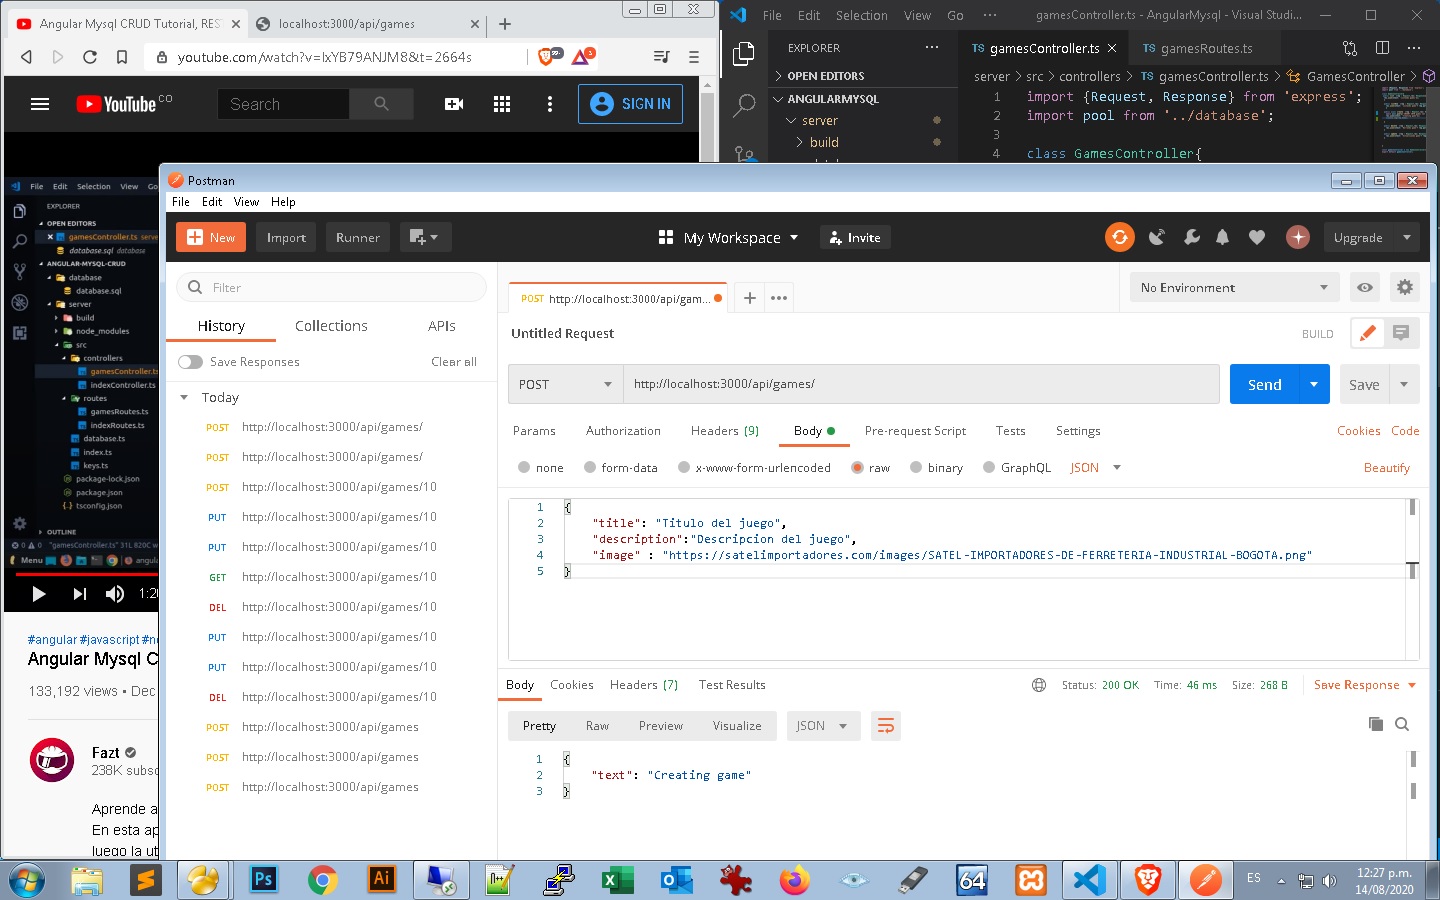 Angular Mysql CRUD Tutorial, RES
localhost:3000/api/games
youtube.com/watch?v=lxYB79ANJM8&t=2664s
YouTube CO
Search
SIGN IN
File Edit Selection View Go
gamesController.ts - AngularMysql - Visual Studi...
EXPLORER
OPEN EDITORS
ANGULARMYSQL
server
build
TS gamesController.ts
TS gamesRoutes.ts
server > src > controllers > TS gamesController.ts > GamesController >
1 import {Request, Response} from 'express';
2 import pool from '../database';
3
4 class GamesController{
File Edit Selection View Go
EXPLORER
OPEN EDITORS
gamesController.ts serve
database.sql database
ANGULAR-MYSQL-CRUD
database
database.sql
server
build
node_modules
src
controllers
gamesController.ts
indexController.ts
routes
gamesRoutes.ts
indexRoutes.ts
database.ts
index.ts
keys.ts
package-lock.json
package.json
tsconfig.json
OUTLINE
0 0 "gamesController.ts" 31L 820C w
Menu
angula
1:2
#angular #javascript #no
Angular Mysql C
133,192 views • Dec
Fazt
238K subsc
Aprende a
En esta ap
luego la ut
Postman
File Edit View Help
New
Import
Runner
My Workspace
Invite
Upgrade
Filter
History
Collections
APIs
Save Responses
Clear all
Today
POST http://localhost:3000/api/games/
POST http://localhost:3000/api/games/
POST http://localhost:3000/api/games/10
PUT http://localhost:3000/api/games/10
PUT http://localhost:3000/api/games/10
GET http://localhost:3000/api/games/10
DEL http://localhost:3000/api/games/10
PUT http://localhost:3000/api/games/10
PUT http://localhost:3000/api/games/10
DEL http://localhost:3000/api/games/10
POST http://localhost:3000/api/games
POST http://localhost:3000/api/games
POST http://localhost:3000/api/games
POST http://localhost:3000/api/gam...
No Environment
Untitled Request
BUILD
POST
http://localhost:3000/api/games/
Send
Save
Params Authorization Headers (9) Body Pre-request Script Tests Settings
Cookies Code
none form-data x-www-form-urlencoded raw binary GraphQL JSON
Beautify
1 {
2 "title": "Titulo del juego",
3 "description":"Descripcion del juego",
4 "image" : "https://satelimportadores.com/images/SATEL-IMPORTADORES-DE-FERRETERIA-INDUSTRIAL-BOGOTA.png"
5 }
Body Cookies Headers (7) Test Results
Status: 200 OK Time: 46 ms Size: 268 B
Save Response
Pretty Raw Preview Visualize JSON
1 {
2 "text": "Creating game"
3 }
Ps
Ai
64
ES
12:27 p.m.
14/08/2020